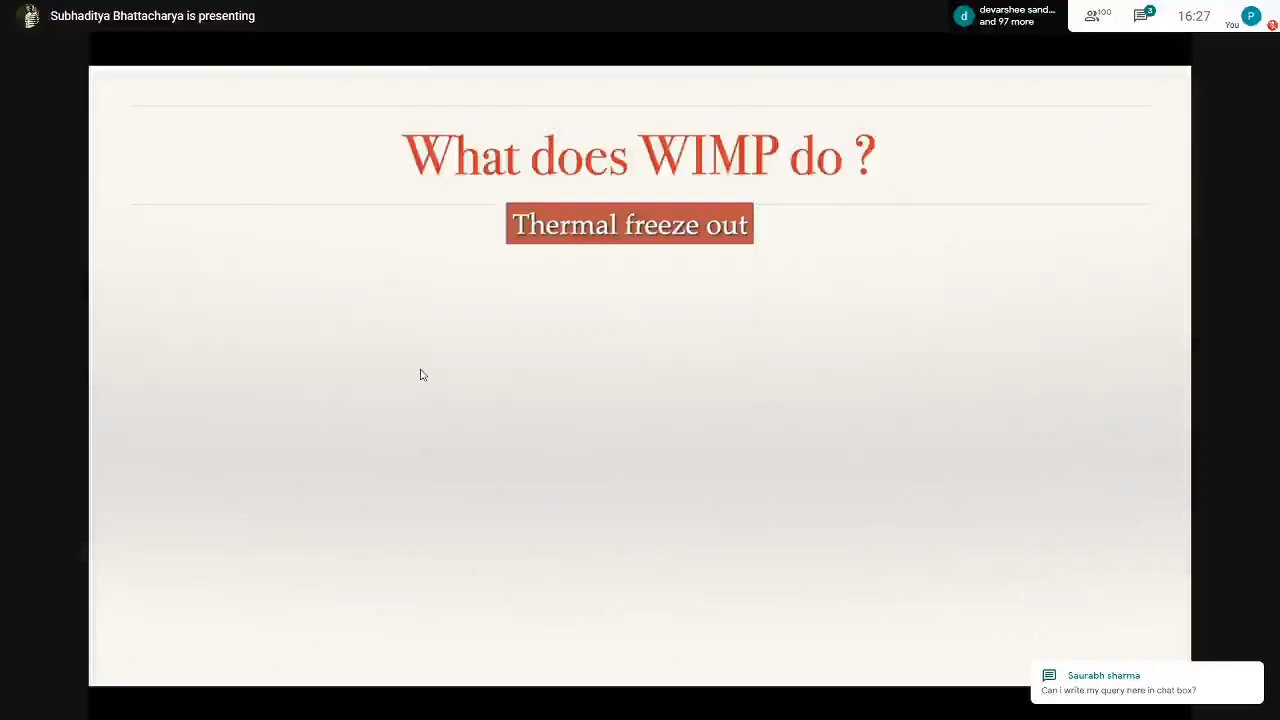 Subhaditya Bhattacharya is presenting
d
devarshee sand...
and 97 more
100
3
16:27
You
P
What does WIMP do ?
Thermal freeze out
Saurabh sharma
Can i write my query here in chat box?